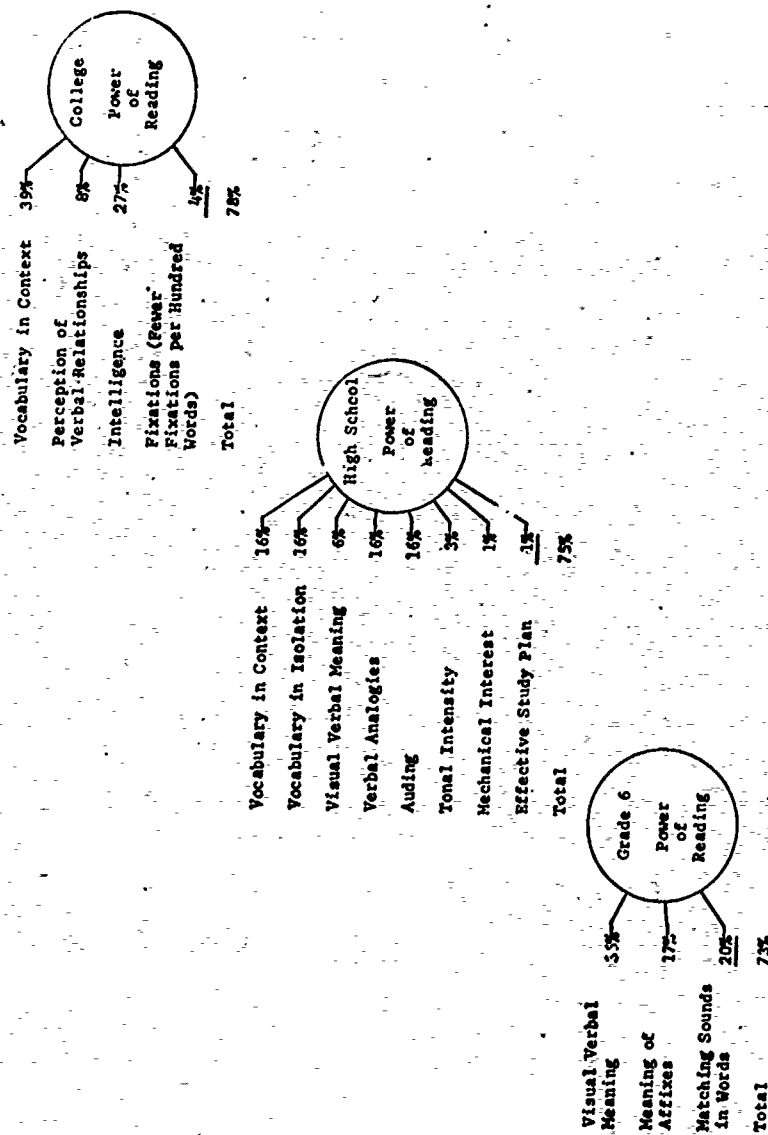 Vocabulary in Context 39%
Perception of
Verbal Relationships 8%
Intelligence 27%
Fixations (Fewer
Fixations per Hundred
Words) 4%
Total 78%
College
Power
of
Reading
Vocabulary in Context 16%
Vocabulary in Isolation 16%
Visual Verbal Meaning 6%
Verbal Analogies 16%
Auding 16%
Tonal Intensity 3%
Mechanical Interest 1%
Effective Study Plan 1%
Total 75%
High School
Power
of
Reading
Visual Verbal
Meaning
Meaning of
Affixes 17%
Matching Sounds
in Words 20%
Total 73%
Grade 6
Power
of
Reading